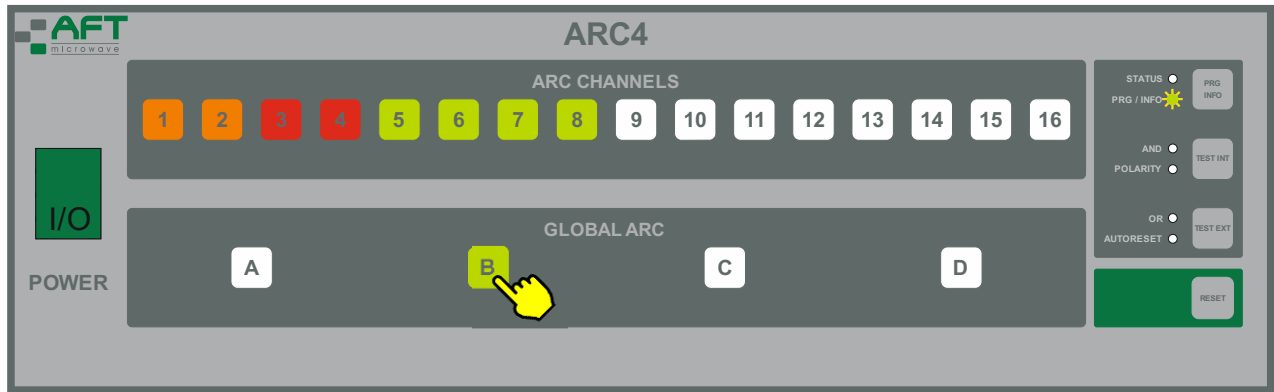 AFT
microwave
ARC4
ARC CHANNELS
1 2 3 4 5 6 7 8 9 10 11 12 13 14 15 16
STATUS
PRG / INFO
PRG
INFO
AND
POLARITY
TEST INT
OR
AUTORESET
TEST EXT
I/O
POWER
GLOBAL ARC
A B C D
RESET